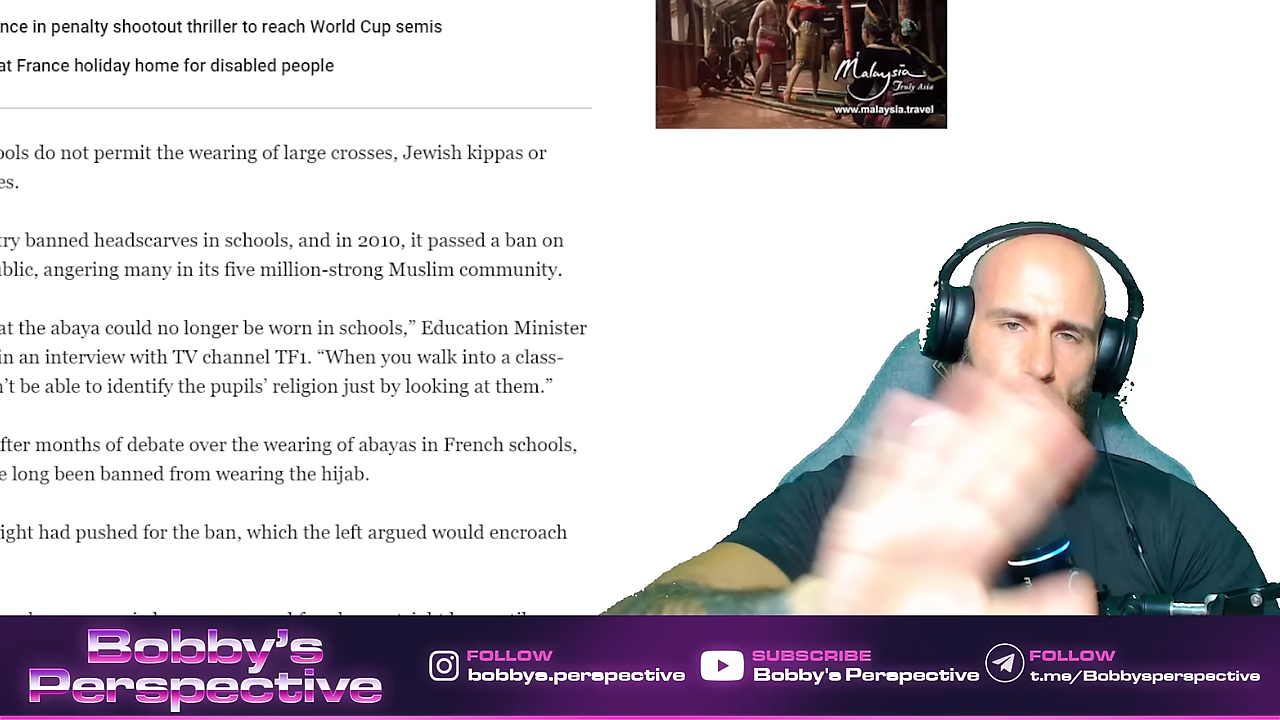 nce in penalty shootout thriller to reach World Cup semis
at France holiday home for disabled people
Malaysia
Truly Asia
www.malaysia.travel
ools do not permit the wearing of large crosses, Jewish kippas or
es.
try banned headscarves in schools, and in 2010, it passed a ban on
ublic, angering many in its five million-strong Muslim community.
at the abaya could no longer be worn in schools,” Education Minister
in an interview with TV channel TF1. “When you walk into a class-
n’t be able to identify the pupils’ religion just by looking at them.”
fter months of debate over the wearing of abayas in French schools,
e long been banned from wearing the hijab.
ight had pushed for the ban, which the left argued would encroach
Bobby's
Perspective
FOLLOW
bobbys.perspective
SUBSCRIBE
Bobby's Perspective
FOLLOW
t.me/Bobbysperspective